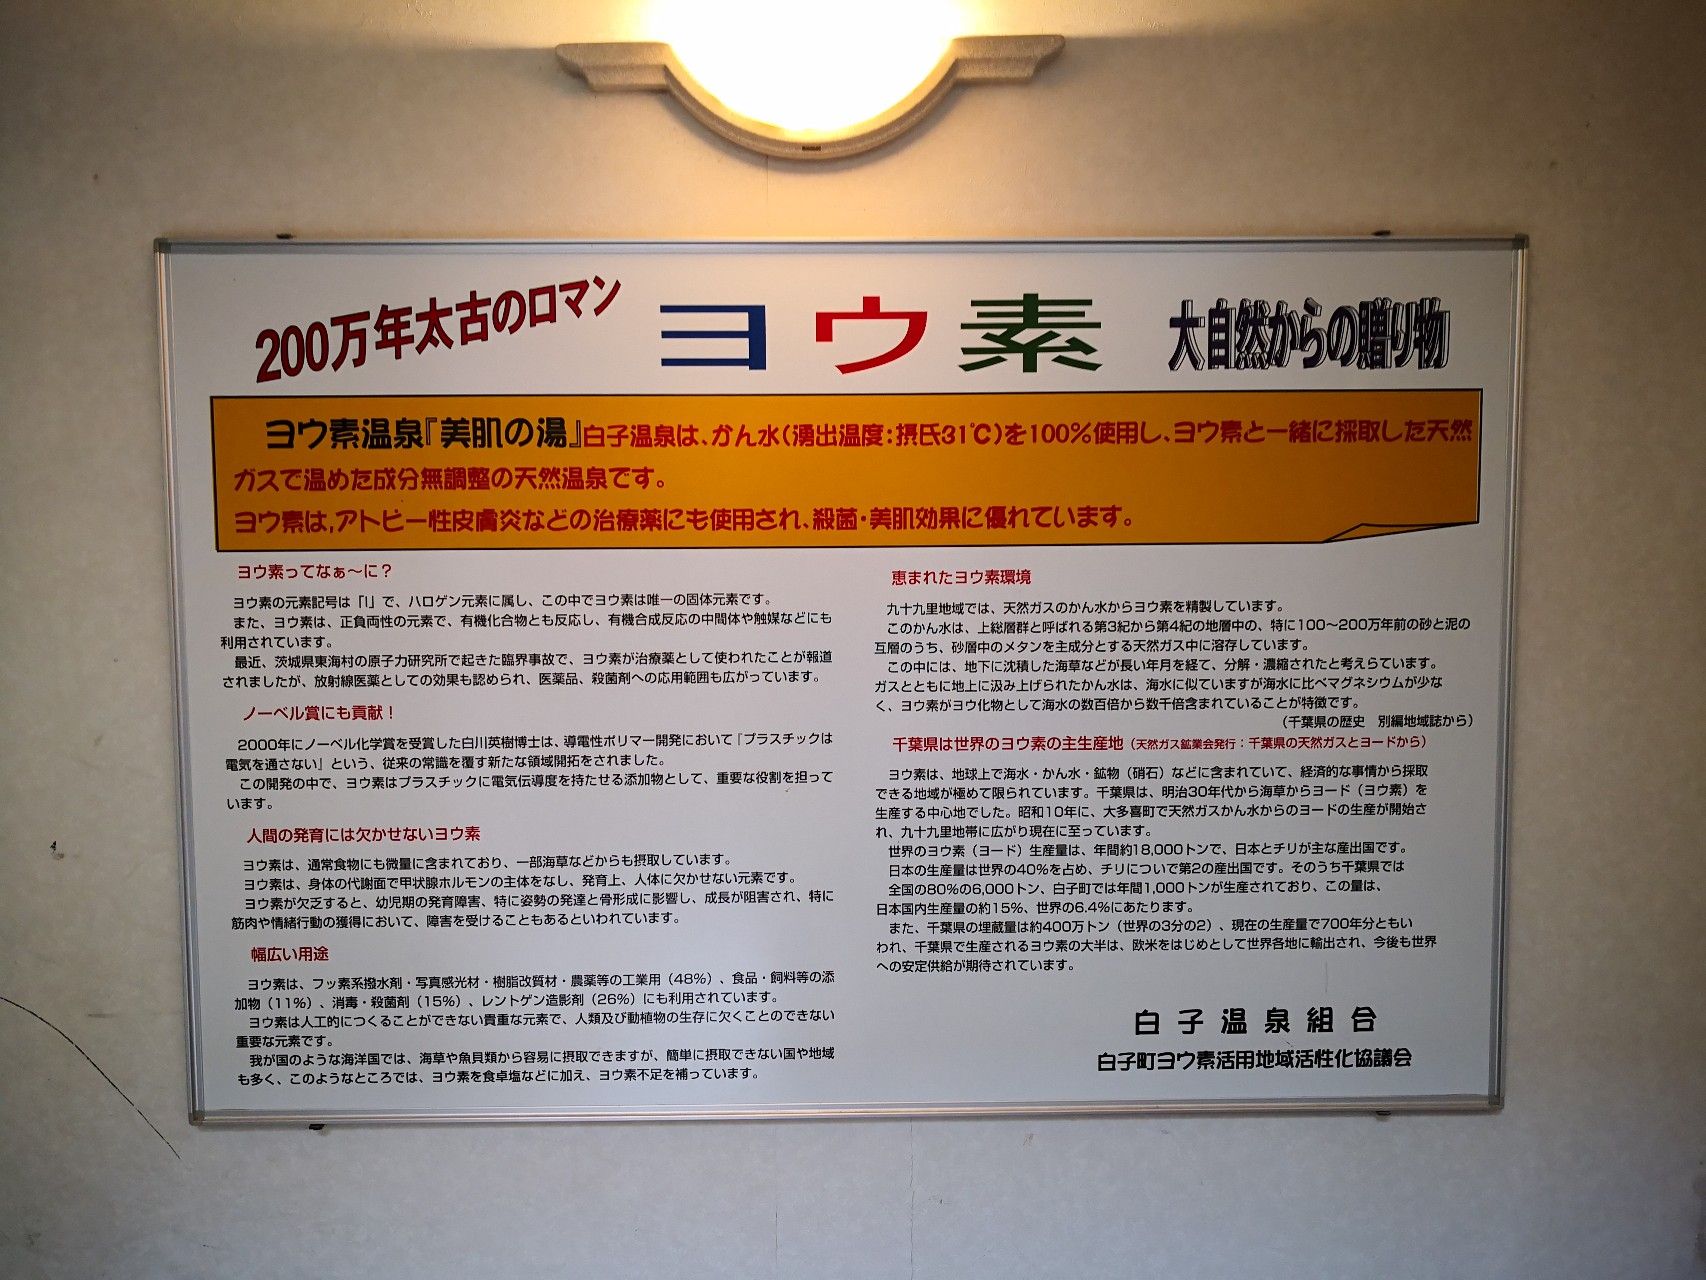 200万年太古のロマン
ヨウ素
大自然からの贈り物
ヨウ素温泉『美肌の湯』白子温泉は、かん水(湧出温度：摂氏31℃)を100%使用し、ヨウ素と一緒に採取した天然
ガスで温めた成分無調整の天然温泉です。
ヨウ素は,アトピー性皮膚炎などの治療薬にも使用され、殺菌・美肌効果に優れています。
ヨウ素ってなぁ～に？
ヨウ素の元素記号は「I」で、ハロゲン元素に属し、この中でヨウ素は唯一の固体元素です。
また、ヨウ素は、正負両性の元素で、有機化合物とも反応し、有機合成反応の中間体や触媒などにも
利用されています。
最近、茨城県東海村の原子力研究所で起きた臨界事故で、ヨウ素が治療薬として使われたことが報道
されましたが、放射線医薬としての効果も認められ、医薬品、殺菌剤への応用範囲も広がっています。
ノーベル賞にも貢献！
2000年にノーベル化学賞を受賞した白川英樹博士は、導電性ポリマー開発において『プラスチックは
電気を通さない』という、従来の常識を覆す新たな領域開拓をされました。
この開発の中で、ヨウ素はプラスチックに電気伝導度を持たせる添加物として、重要な役割を担って
います。
人間の発育には欠かせないヨウ素
ヨウ素は、通常食物にも微量に含まれており、一部海草などからも摂取しています。
ヨウ素は、身体の代謝面で甲状腺ホルモンの主体をなし、発育上、人体に欠かせない元素です。
ヨウ素が欠乏すると、幼児期の発育障害、特に姿勢の発達と骨形成に影響し、成長が阻害され、特に
筋肉や情緒行動の獲得において、障害を受けることもあるといわれています。
幅広い用途
ヨウ素は、フッ素系撥水剤・写真感光材・樹脂改質材・農薬等の工業用（48%）、食品・飼料等の添
加物（11%）、消毒・殺菌剤（15%）、レントゲン造影剤（26%）にも利用されています。
ヨウ素は人工的につくることができない貴重な元素で、人類及び動植物の生存に欠くことのできない
重要な元素です。
我が国のような海洋国では、海草や魚貝類から容易に摂取できますが、簡単に摂取できない国や地域
も多く、このようなところでは、ヨウ素を食卓塩などに加え、ヨウ素不足を補っています。
恵まれたヨウ素環境
九十九里地域では、天然ガスのかん水からヨウ素を精製しています。
このかん水は、上総層群と呼ばれる第3紀から第4紀の地層中の、特に100～200万年前の砂と泥の
互層のうち、砂層中のメタンを主成分とする天然ガス中に溶存しています。
この中には、地下に沈積した海草などが長い年月を経て、分解・濃縮されたと考えられています。
ガスとともに地上に汲み上げられたかん水は、海水に似ていますが海水に比べマグネシウムが少な
く、ヨウ素がヨウ化物として海水の数百倍から数千倍含まれていることが特徴です。
（千葉県の歴史　別編地域誌から）
千葉県は世界のヨウ素の主生産地（天然ガス鉱業会発行：千葉県の天然ガスとヨードから）
ヨウ素は、地球上で海水・かん水・鉱物（硝石）などに含まれていて、経済的な事情から採取
できる地域が極めて限られています。千葉県は、明治30年代から海草からヨード（ヨウ素）を
生産する中心地でした。昭和10年に、大多喜町で天然ガスかん水からのヨードの生産が開始さ
れ、九十九里地帯に広がり現在に至っています。
世界のヨウ素（ヨード）生産量は、年間約18,000トンで、日本とチリが主な産出国です。
日本の生産量は世界の40%を占め、チリについで第2の産出国です。そのうち千葉県では
全国の80%の6,000トン、白子町では年間1,000トンが生産されており、この量は、
日本国内生産量の約15%、世界の6.4%にあたります。
また、千葉県の埋蔵量は約400万トン（世界の3分の2）、現在の生産量で700年分ともい
われ、千葉県で生産されるヨウ素の大半は、欧米をはじめとして世界各地に輸出され、今後も世界
への安定供給が期待されています。
白子温泉組合
白子町ヨウ素活用地域活性化協議会